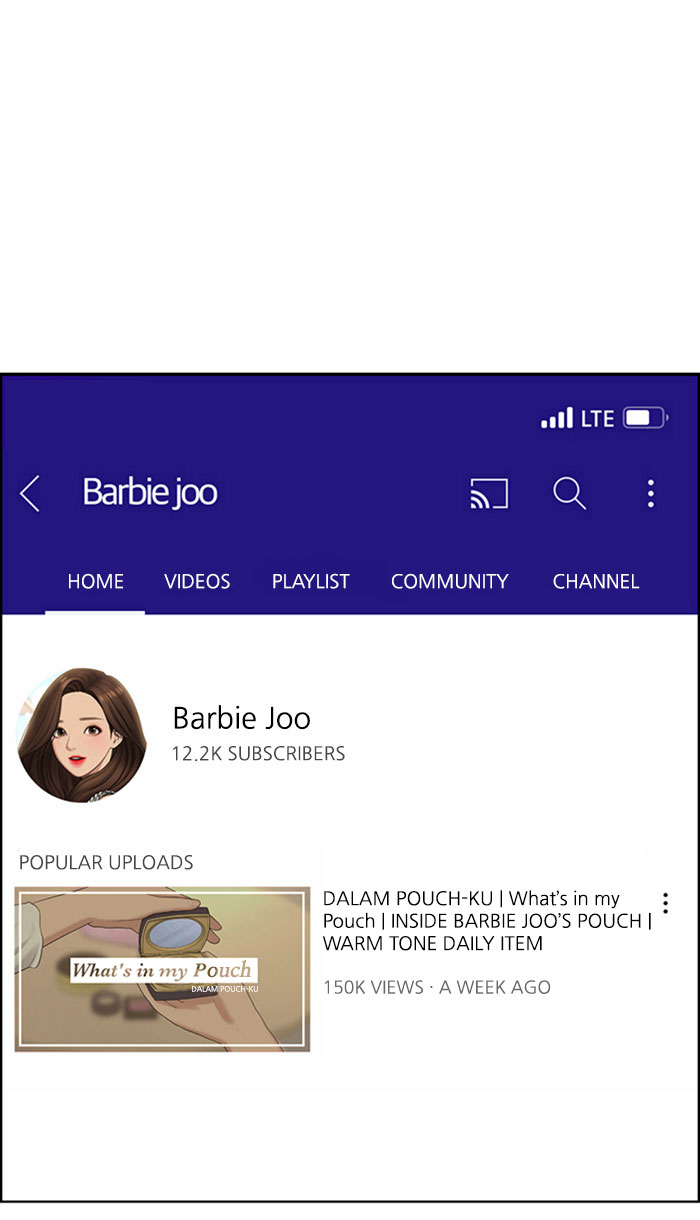 LTE
Barbie joo
HOME VIDEOS PLAYLIST COMMUNITY CHANNEL
Barbie Joo
12.2K SUBSCRIBERS
POPULAR UPLOADS
What's in my Pouch
DALAM POUCH-KU
DALAM POUCH-KU | What's in my
Pouch | INSIDE BARBIE JOO'S POUCH |
WARM TONE DAILY ITEM
150K VIEWS · A WEEK AGO